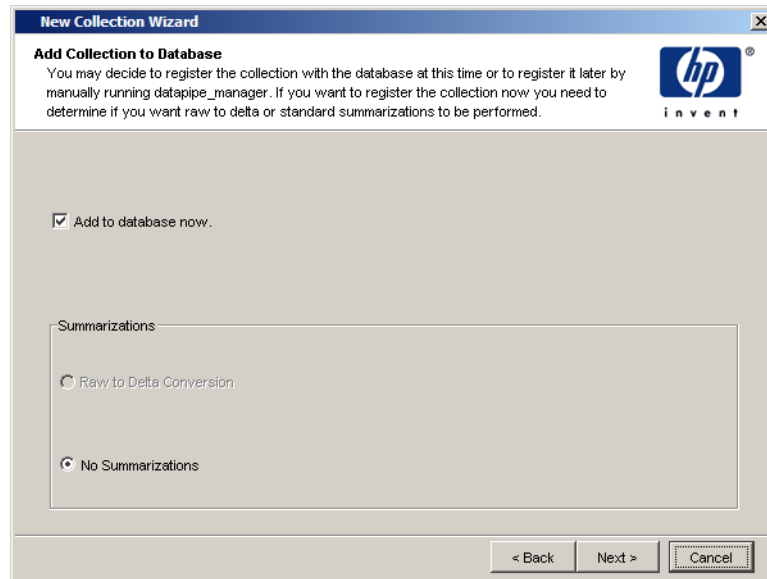 New Collection Wizard
Add Collection to Database
You may decide to register the collection with the database at this time or to register it later by
manually running datapipe_manager. If you want to register the collection now you need to
determine if you want raw to delta or standard summarizations to be performed.
hp
®
invent
Add to database now.
Summarizations
Raw to Delta Conversion
No Summarizations
< Back
Next >
Cancel